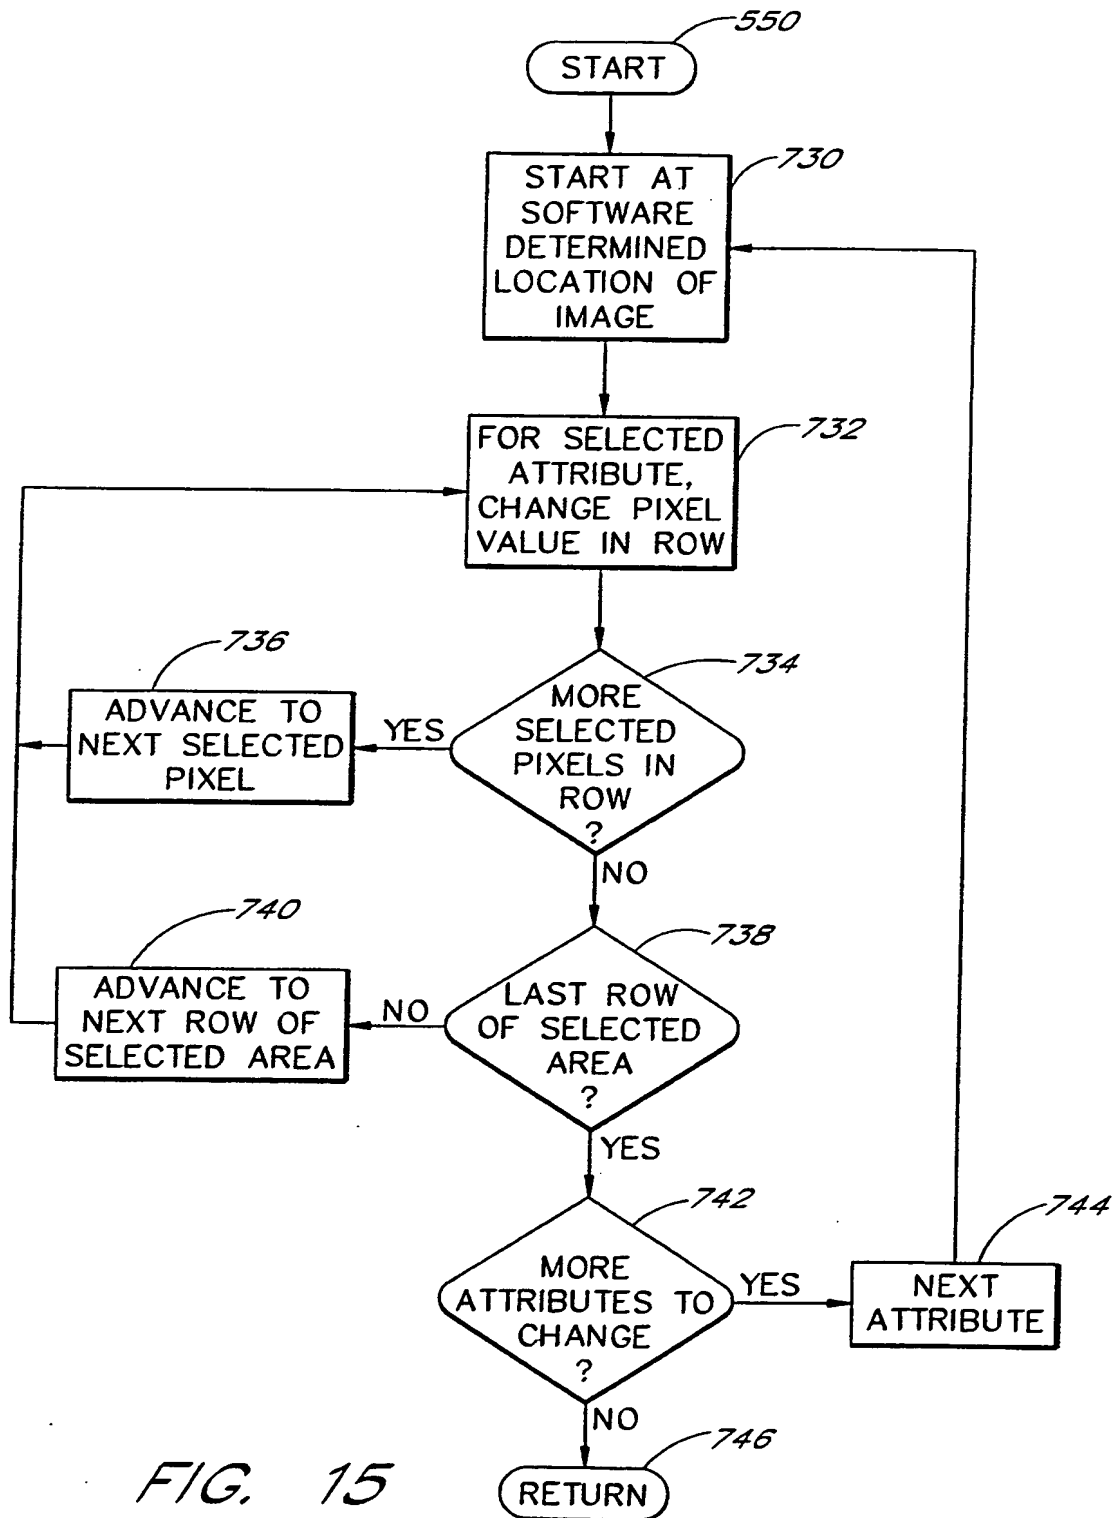 550
START
730
START AT
SOFTWARE
DETERMINED
LOCATION OF
IMAGE
732
FOR SELECTED
ATTRIBUTE,
CHANGE PIXEL
VALUE IN ROW
734
MORE
SELECTED
PIXELS IN
ROW
?
YES
736
ADVANCE TO
NEXT SELECTED
PIXEL
NO
738
LAST ROW
OF SELECTED
AREA
?
NO
740
ADVANCE TO
NEXT ROW OF
SELECTED AREA
YES
742
MORE
ATTRIBUTES TO
CHANGE
?
YES
744
NEXT
ATTRIBUTE
NO
746
RETURN
FIG. 15